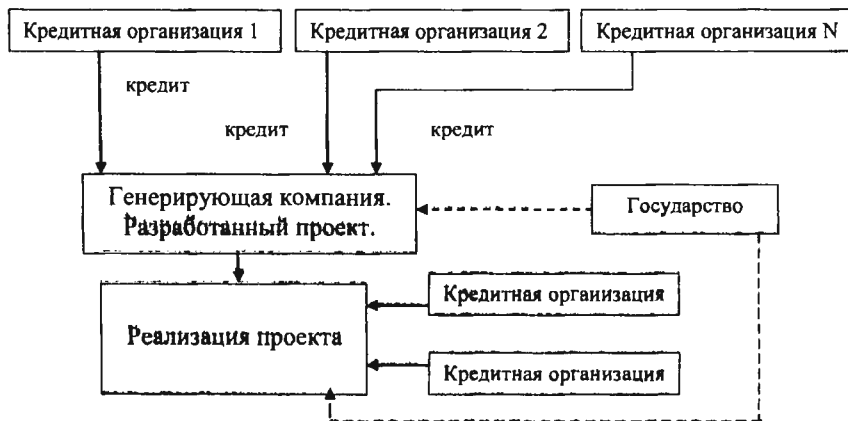 Кредитная организация 1
Кредитная организация 2
Кредитная организация N
кредит
кредит
кредит
Генерирующая компания.
Разработанный проект.
Государство
Кредитная организация
Реализация проекта
Кредитная организация